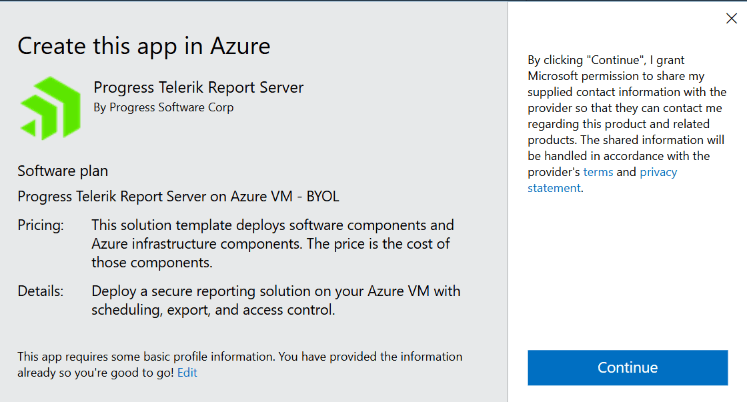 Create this app in Azure
Progress Telerik Report Server
By Progress Software Corp
Software plan
Progress Telerik Report Server on Azure VM - BYOL
Pricing: This solution template deploys software components and
Azure infrastructure components. The price is the cost of
those components.
Details: Deploy a secure reporting solution on your Azure VM with
scheduling, export, and access control.
This app requires some basic profile information. You have provided the information
already so you're good to go! Edit
By clicking "Continue", I grant
Microsoft permission to share my
supplied contact information with the
provider so that they can contact me
regarding this product and related
products. The shared information will
be handled in accordance with the
provider's terms and privacy
statement.
Continue